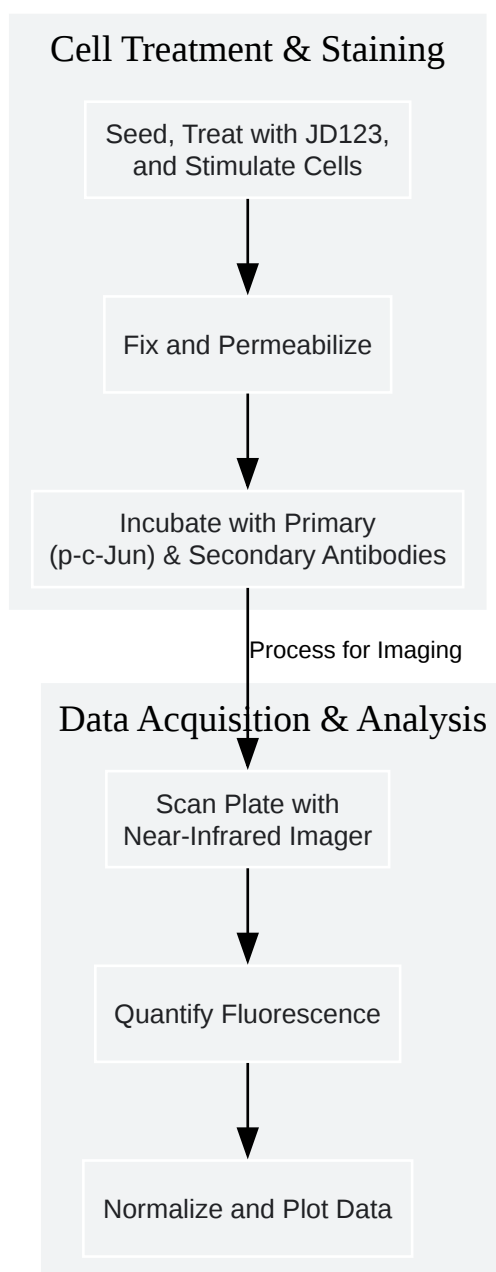 Cell Treatment & Staining
Seed, Treat with JD123,
and Stimulate Cells
Fix and Permeabilize
Incubate with Primary
(p-c-Jun) & Secondary Antibodies
Process for Imaging
Data Acquisition & Analysis
Scan Plate with
Near-Infrared Imager
Quantify Fluorescence
Normalize and Plot Data